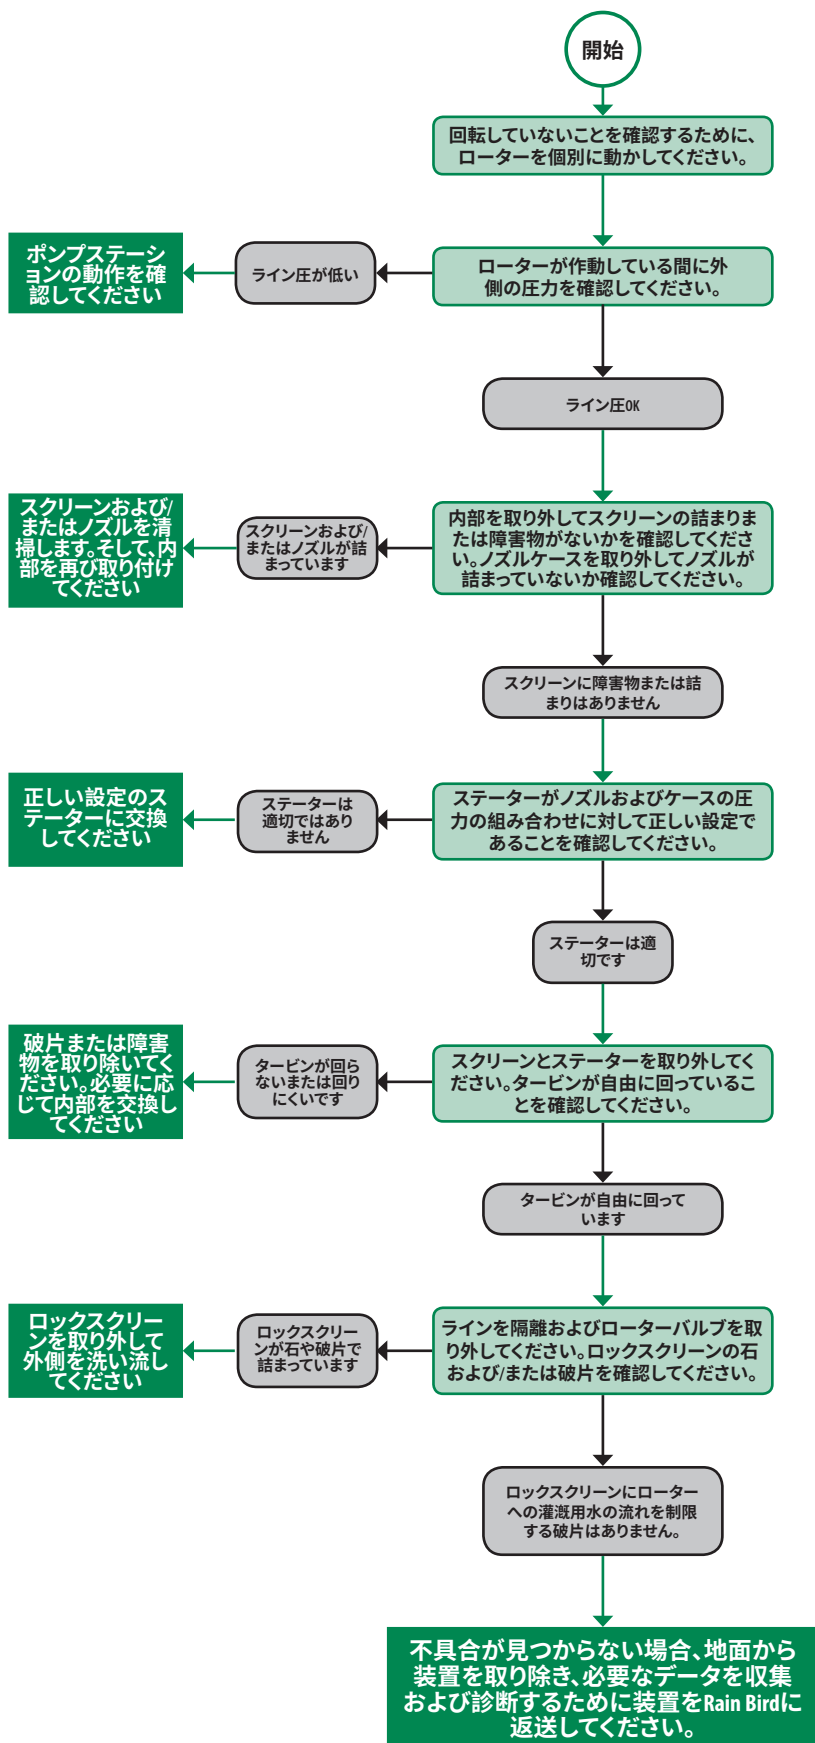 開始
回転していないことを確認するために、
ローターを個別に動かしてください。
ポンプステーシ
ョンの動作を確
認してください
ライン圧が低い
ローターが作動している間に外
側の圧力を確認してください。
ライン圧OK
スクリーンおよび/
またはノズルを清
掃します。そして、内
部を再び取り付け
てください
スクリーンおよび/
またはノズルが詰
まっています
内部を取り外してスクリーンの詰まりま
たは障害物がないかを確認してくださ
い。ノズルケースを取り外してノズルが
詰まっていないか確認してください。
スクリーンに障害物または詰
まりはありません
正しい設定のス
テーターに交換
してください
ステーターは
適切ではあり
ません
ステーターがノズルおよびケースの圧
力の組み合わせに対して正しい設定で
あることを確認してください。
ステーターは適
切です
破片または障害
物を取り除いてく
ださい。必要に応
じて内部を交換し
てください
タービンが回ら
ないまたは回り
にくいです
スクリーンとステーターを取り外してく
ださい。タービンが自由に回っているこ
とを確認してください。
タービンが自由に回って
います
ロックスクリー
ンを取り外して
外側を洗い流し
てください
ロックスクリー
ンが石や破片で
詰まっています
ラインを隔離およびローターバルブを取
り外してください。ロックスクリーンの石
および/または破片を確認してください。
ロックスクリーンにローター
への灌漑用水の流れを制限
する破片はありません。
不具合が見つからない場合、地面から
装置を取り除き、必要なデータを収集
および診断するために装置をRain Birdに
返送してください。